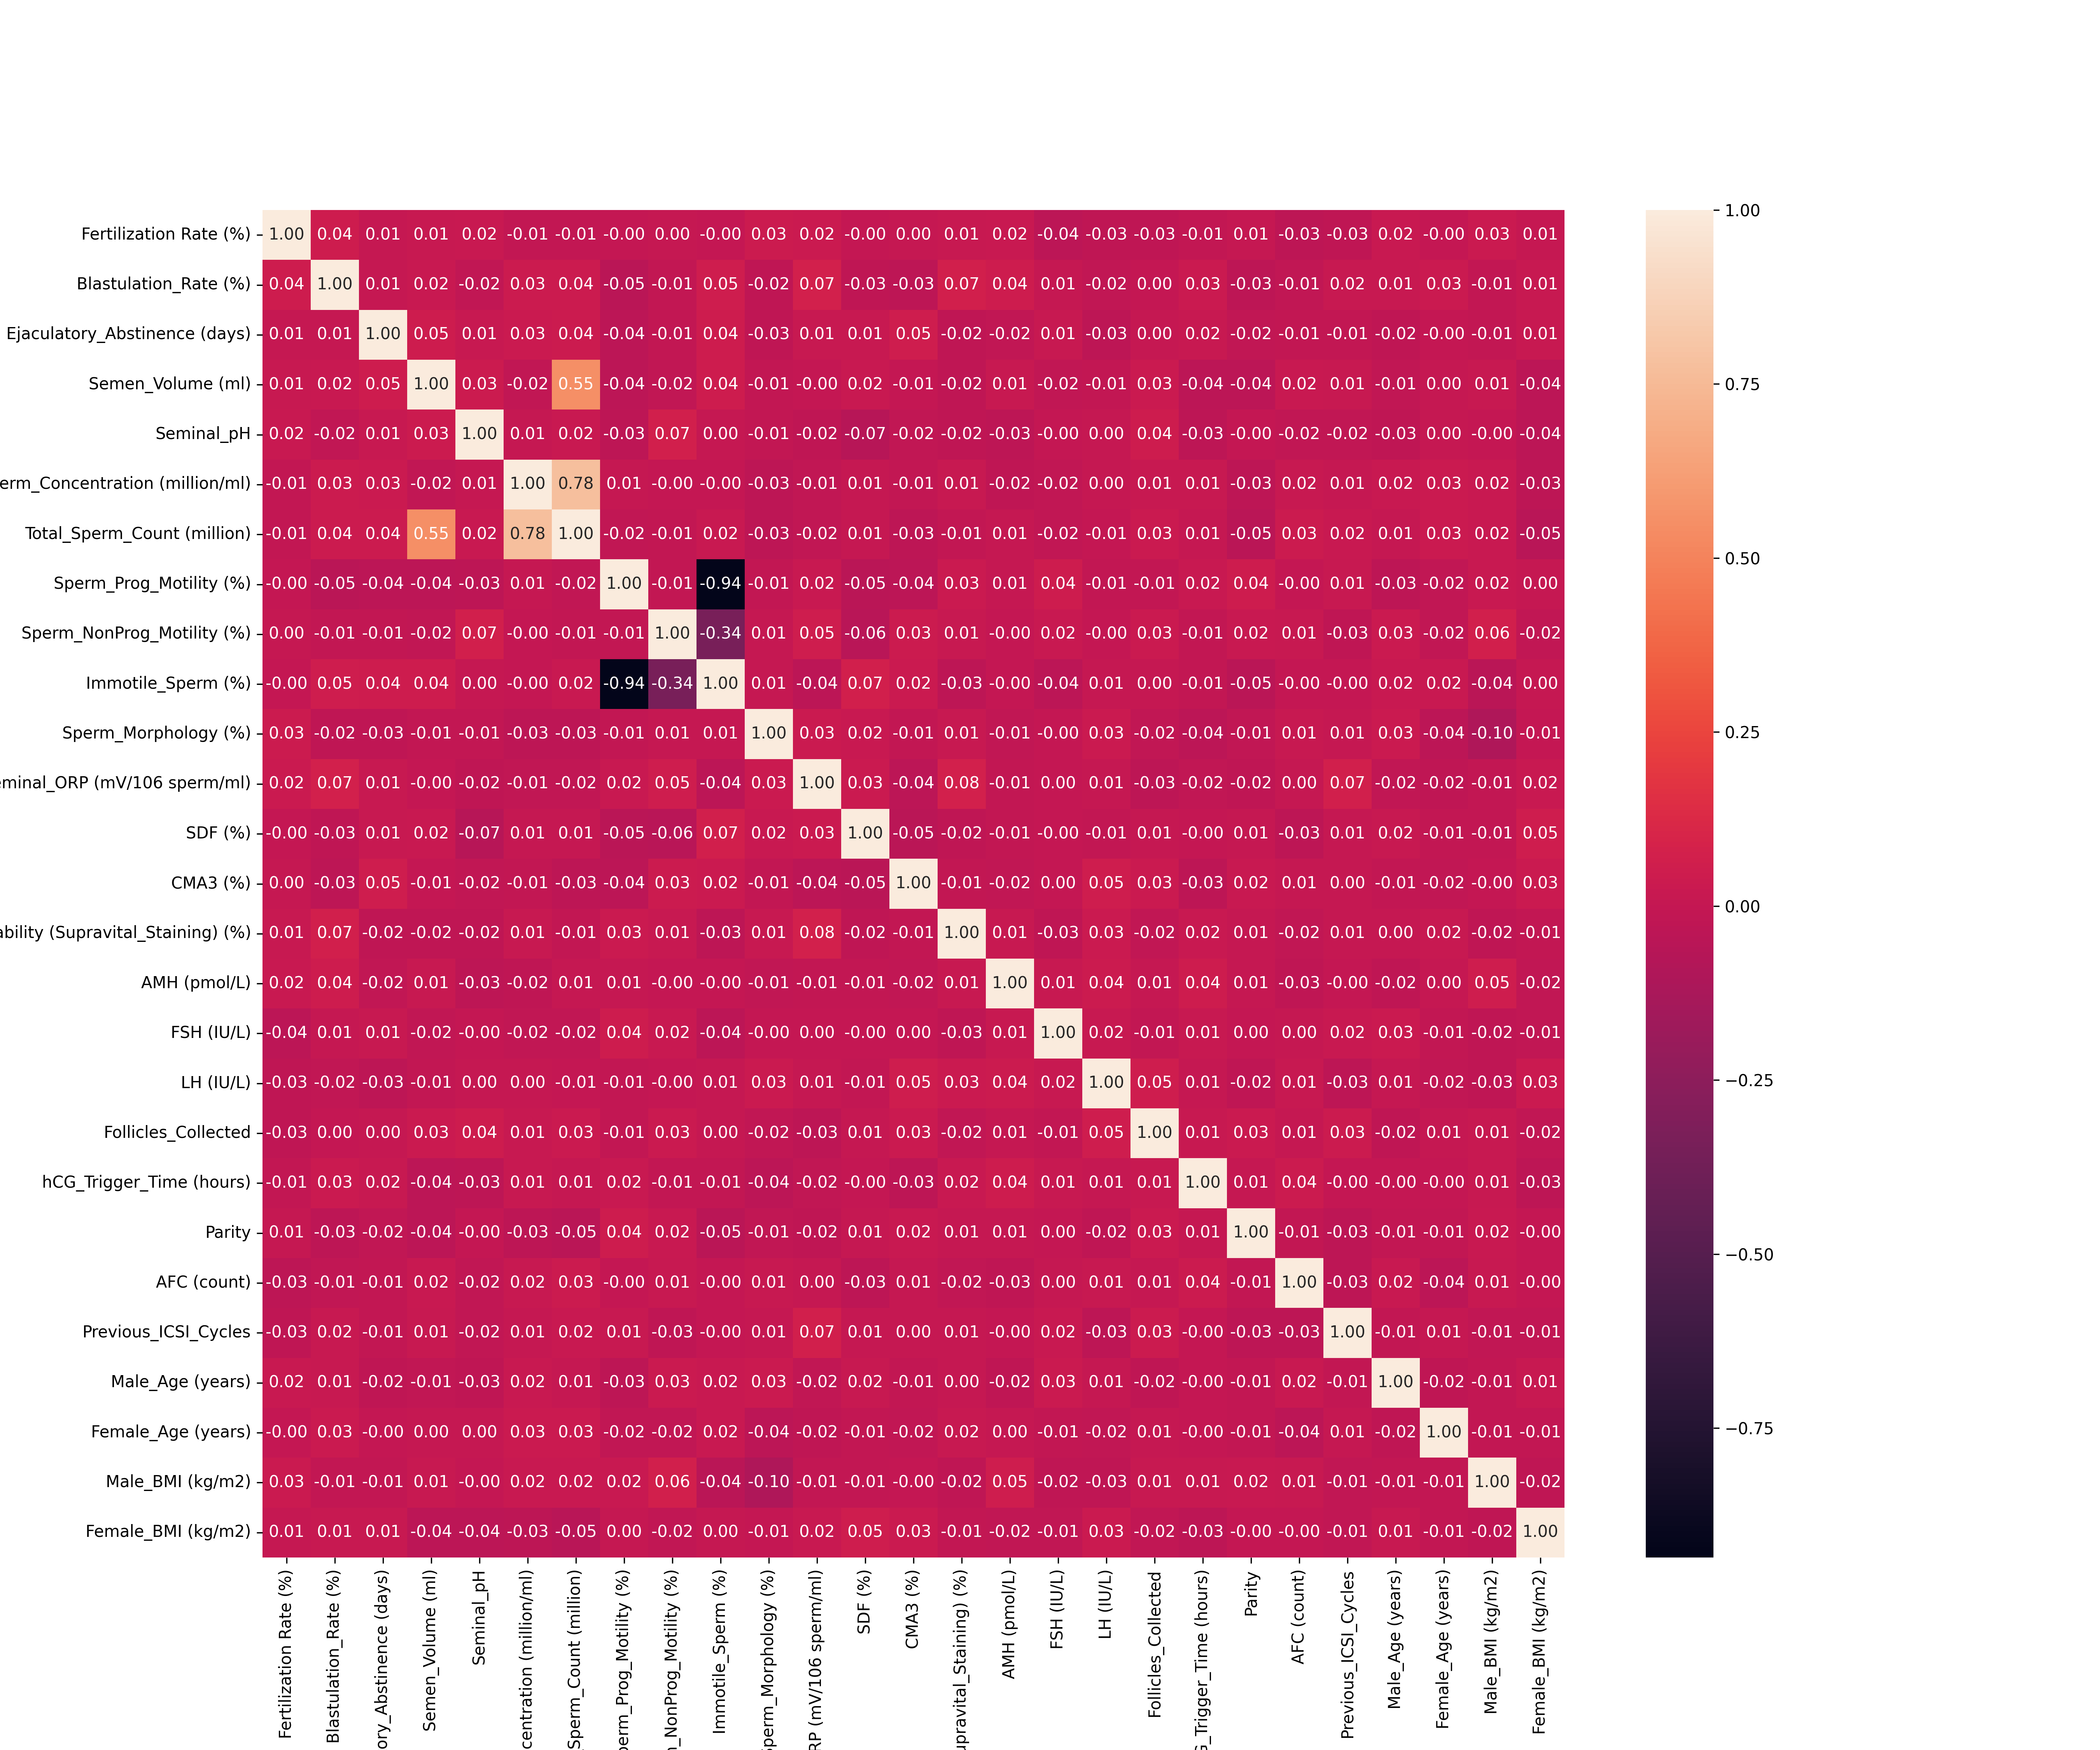 Fertilization Rate (%) 1.00 0.04 0.01 0.01 0.02 -0.01 -0.01 -0.00 0.00 -0.00 0.03 0.02 -0.00 0.00 0.01 0.02 -0.04 -0.03 -0.03 -0.01 0.01 -0.03 -0.03 0.02 -0.00 0.03 0.01 1.00
Blastulation_Rate (%) 0.04 1.00 0.01 0.02 -0.02 0.03 0.04 -0.05 -0.01 0.05 -0.02 0.07 -0.03 -0.03 0.07 0.04 0.01 -0.02 0.00 0.03 -0.03 -0.01 0.02 0.01 0.03 -0.01 0.01
Ejaculatory_Abstinence (days) 0.01 0.01 1.00 0.05 0.01 0.03 0.04 -0.04 -0.01 0.04 -0.03 0.01 0.01 0.05 -0.02 -0.02 0.01 -0.03 0.00 0.02 -0.02 -0.01 -0.01 -0.02 -0.00 -0.01 0.01
Semen_Volume (ml) 0.01 0.02 0.05 1.00 0.03 -0.02 0.55 -0.04 -0.02 0.04 -0.01 -0.00 0.02 -0.01 -0.02 0.01 -0.02 -0.01 0.03 -0.04 -0.04 0.02 0.01 -0.01 0.00 0.01 -0.04 0.75
Seminal_pH 0.02 -0.02 0.01 0.03 1.00 0.01 0.02 -0.03 0.07 0.00 -0.01 -0.02 -0.07 -0.02 -0.02 -0.03 -0.00 0.00 0.04 -0.03 -0.00 -0.02 -0.02 -0.03 0.00 -0.00 -0.04
erm_Concentration (million/ml) -0.01 0.03 0.03 -0.02 0.01 1.00 0.78 0.01 -0.00 -0.00 -0.03 -0.01 0.01 -0.01 0.01 -0.02 -0.02 0.00 0.01 0.01 -0.03 0.02 0.01 0.02 0.03 0.02 -0.03
Total_Sperm_Count (million) -0.01 0.04 0.04 0.55 0.02 0.78 1.00 -0.02 -0.01 0.02 -0.03 -0.02 0.01 -0.03 -0.01 0.01 -0.02 -0.01 0.03 0.01 -0.05 0.03 0.02 0.01 0.03 0.02 -0.05 0.50
Sperm_Prog_Motility (%) -0.00 -0.05 -0.04 -0.04 -0.03 0.01 -0.02 1.00 -0.01 -0.94 -0.01 0.02 -0.05 -0.04 0.03 0.01 0.04 -0.01 -0.01 0.02 0.04 -0.00 0.01 -0.03 -0.02 0.02 0.00
Sperm_NonProg_Motility (%) 0.00 -0.01 -0.01 -0.02 0.07 -0.00 -0.01 -0.01 1.00 -0.34 0.01 0.05 -0.06 0.03 0.01 -0.00 0.02 -0.00 0.03 -0.01 0.02 0.01 -0.03 0.03 -0.02 0.06 -0.02
Immotile_Sperm (%) -0.00 0.05 0.04 0.04 0.00 -0.00 0.02 -0.94 -0.34 1.00 0.01 -0.04 0.07 0.02 -0.03 -0.00 -0.04 0.01 0.00 -0.01 -0.05 -0.00 -0.00 0.02 0.02 -0.04 0.00
Sperm_Morphology (%) 0.03 -0.02 -0.03 -0.01 -0.01 -0.03 -0.03 -0.01 0.01 0.01 1.00 0.03 0.02 -0.01 0.01 -0.01 -0.00 0.03 -0.02 -0.04 -0.01 0.01 0.01 0.03 -0.04 -0.10 -0.01 0.25
minal_ORP (mV/106 sperm/ml) 0.02 0.07 0.01 -0.00 -0.02 -0.01 -0.02 0.02 0.05 -0.04 0.03 1.00 0.03 -0.04 0.08 -0.01 0.00 0.01 -0.03 -0.02 -0.02 0.00 0.07 -0.02 -0.02 -0.01 0.02
SDF (%) -0.00 -0.03 0.01 0.02 -0.07 0.01 0.01 -0.05 -0.06 0.07 0.02 0.03 1.00 -0.05 -0.02 -0.01 -0.00 -0.01 0.01 -0.00 0.01 -0.03 0.01 0.02 -0.01 -0.01 0.05
CMA3 (%) 0.00 -0.03 0.05 -0.01 -0.02 -0.01 -0.03 -0.04 0.03 0.02 -0.01 -0.04 -0.05 1.00 -0.01 -0.02 0.00 0.05 0.03 -0.03 0.02 0.01 0.00 -0.01 -0.02 -0.00 0.03 0.00
ability (Supravital_Staining) (%) 0.01 0.07 -0.02 -0.02 -0.02 0.01 -0.01 0.03 0.01 -0.03 0.01 0.08 -0.02 -0.01 1.00 0.01 -0.03 0.03 -0.02 0.02 0.01 -0.02 0.01 0.00 0.02 -0.02 -0.01
AMH (pmol/L) 0.02 0.04 -0.02 0.01 -0.03 -0.02 0.01 0.01 -0.00 -0.00 -0.01 -0.01 -0.01 -0.02 0.01 1.00 0.01 0.04 0.01 0.04 0.01 -0.03 -0.00 -0.02 0.00 0.05 -0.02
FSH (IU/L) -0.04 0.01 0.01 -0.02 -0.00 -0.02 -0.02 0.04 0.02 -0.04 -0.00 0.00 -0.00 0.00 -0.03 0.01 1.00 0.02 -0.01 0.01 0.00 0.00 0.02 0.03 -0.01 -0.02 -0.01
LH (IU/L) -0.03 -0.02 -0.03 -0.01 0.00 0.00 -0.01 -0.01 -0.00 0.01 0.03 0.01 -0.01 0.05 0.03 0.04 0.02 1.00 0.05 0.01 -0.02 0.01 -0.03 0.01 -0.02 -0.03 0.03 −0.25
Follicles_Collected -0.03 0.00 0.00 0.03 0.04 0.01 0.03 -0.01 0.03 0.00 -0.02 -0.03 0.01 0.03 -0.02 0.01 -0.01 0.05 1.00 0.01 0.03 0.01 0.03 -0.02 0.01 0.01 -0.02
hCG_Trigger_Time (hours) -0.01 0.03 0.02 -0.04 -0.03 0.01 0.01 0.02 -0.01 -0.01 -0.04 -0.02 -0.00 -0.03 0.02 0.04 0.01 0.01 0.01 1.00 0.01 0.04 -0.00 -0.00 -0.00 0.01 -0.03
Parity 0.01 -0.03 -0.02 -0.04 -0.00 -0.03 -0.05 0.04 0.02 -0.05 -0.01 -0.02 0.01 0.02 0.01 0.01 0.00 -0.02 0.03 0.01 1.00 -0.01 -0.03 -0.01 -0.01 0.02 -0.00 −0.50
AFC (count) -0.03 -0.01 -0.01 0.02 -0.02 0.02 0.03 -0.00 0.01 -0.00 0.01 0.00 -0.03 0.01 -0.02 -0.03 0.00 0.01 0.01 0.04 -0.01 1.00 -0.03 0.02 -0.04 0.01 -0.00
Previous_ICSI_Cycles -0.03 0.02 -0.01 0.01 -0.02 0.01 0.02 0.01 -0.03 -0.00 0.01 0.07 0.01 0.00 0.01 -0.00 0.02 -0.03 0.03 -0.00 -0.03 -0.03 1.00 -0.01 0.01 -0.01 -0.01
Male_Age (years) 0.02 0.01 -0.02 -0.01 -0.03 0.02 0.01 -0.03 0.03 0.02 0.03 -0.02 0.02 -0.01 0.00 -0.02 0.03 0.01 -0.02 -0.00 -0.01 0.02 -0.01 1.00 -0.02 -0.01 0.01
Female_Age (years) -0.00 0.03 -0.00 0.00 0.00 0.03 0.03 -0.02 -0.02 0.02 -0.04 -0.02 -0.01 -0.02 0.02 0.00 -0.01 -0.02 0.01 -0.00 -0.01 -0.04 0.01 -0.02 1.00 -0.01 -0.01 −0.75
Male_BMI (kg/m2) 0.03 -0.01 -0.01 0.01 -0.00 0.02 0.02 0.02 0.06 -0.04 -0.10 -0.01 -0.01 -0.00 -0.02 0.05 -0.02 -0.03 0.01 0.01 0.02 0.01 -0.01 -0.01 -0.01 1.00 -0.02
Female_BMI (kg/m2) 0.01 0.01 0.01 -0.04 -0.04 -0.03 -0.05 0.00 -0.02 0.00 -0.01 0.02 0.05 0.03 -0.01 -0.02 -0.01 0.03 -0.02 -0.03 -0.00 -0.00 -0.01 0.01 -0.01 -0.02 1.00
Fertilization Rate (%)
Blastulation_Rate (%)
ory_Abstinence (days)
Semen_Volume (ml)
Seminal_pH
centration (million/ml)
Sperm_Count (million)
perm_Prog_Motility (%)
_NonProg_Motility (%)
Immotile_Sperm (%)
Sperm_Morphology (%)
RP (mV/106 sperm/ml)
SDF (%)
CMA3 (%)
upravital_Staining) (%)
AMH (pmol/L)
FSH (IU/L)
LH (IU/L)
Follicles_Collected
G_Trigger_Time (hours)
Parity
AFC (count)
Previous_ICSI_Cycles
Male_Age (years)
Female_Age (years)
Male_BMI (kg/m2)
Female_BMI (kg/m2)